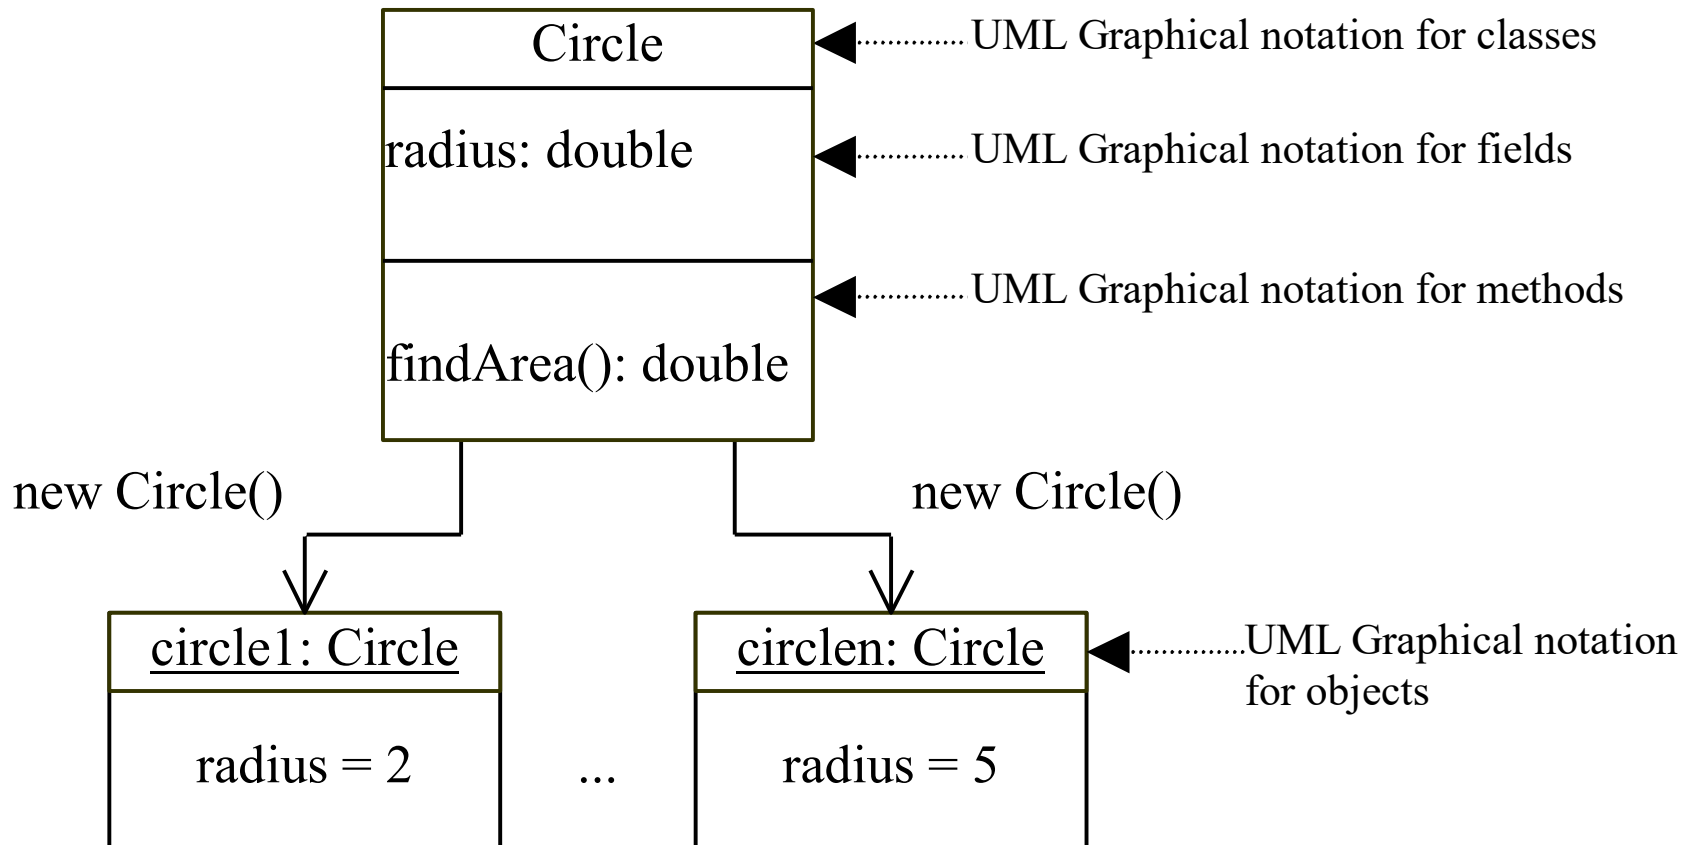 Circle
UML Graphical notation for classes
radius: double
UML Graphical notation for fields
UML Graphical notation for methods
findArea(): double
new Circle()
new Circle()
circle1: Circle
circlen: Circle
UML Graphical notation
for objects
radius = 2
...
radius = 5